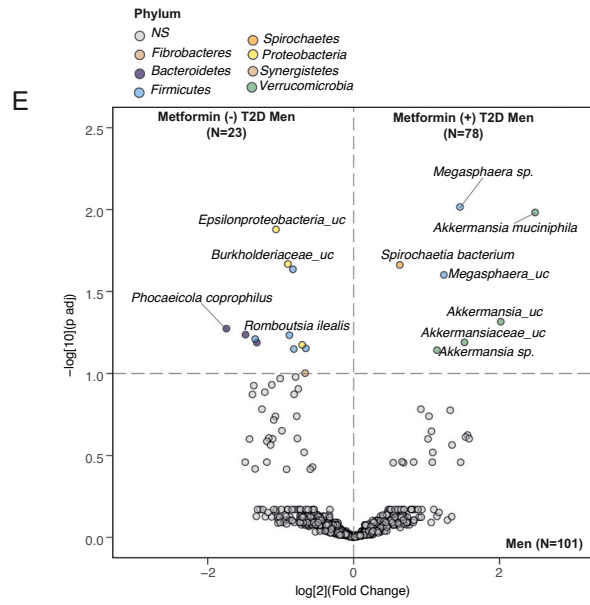 Phylum
NS
Fibrobacteres
Bacteroidetes
Firmicutes
Spirochaetes
Proteobacteria
Synergistetes
Verrucomicrobia
E
Metformin (-) T2D Men
(N=23)
Metformin (+) T2D Men
(N=78)
Megasphaera sp.
Epsilonproteobacteria_uc
Akkermansia muciniphila
Burkholderiaceae_uc
Spirochaetia bacterium
Megasphaera_uc
Phocaeicola coprophilus
Akkermansia_uc
Romboutsia ilealis
Akkermansiaceae_uc
Akkermansia sp.
2.5
2.0
1.5
1.0
0.5
0.0
−log[10](p adj)
Men (N=101)
−2
0
2
log[2](Fold Change)